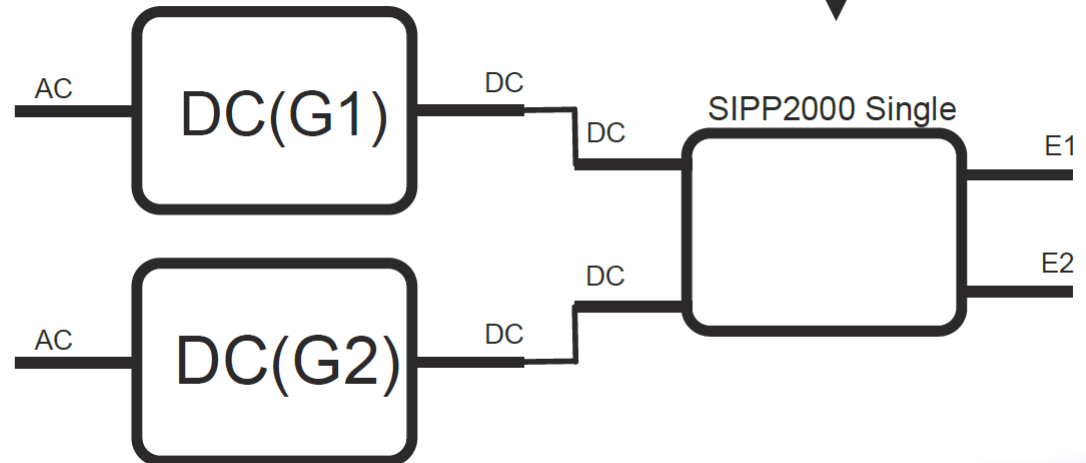 AC
DC(G1)
DC
DC
SIPP2000 Single
E1
AC
DC(G2)
DC
DC
E2